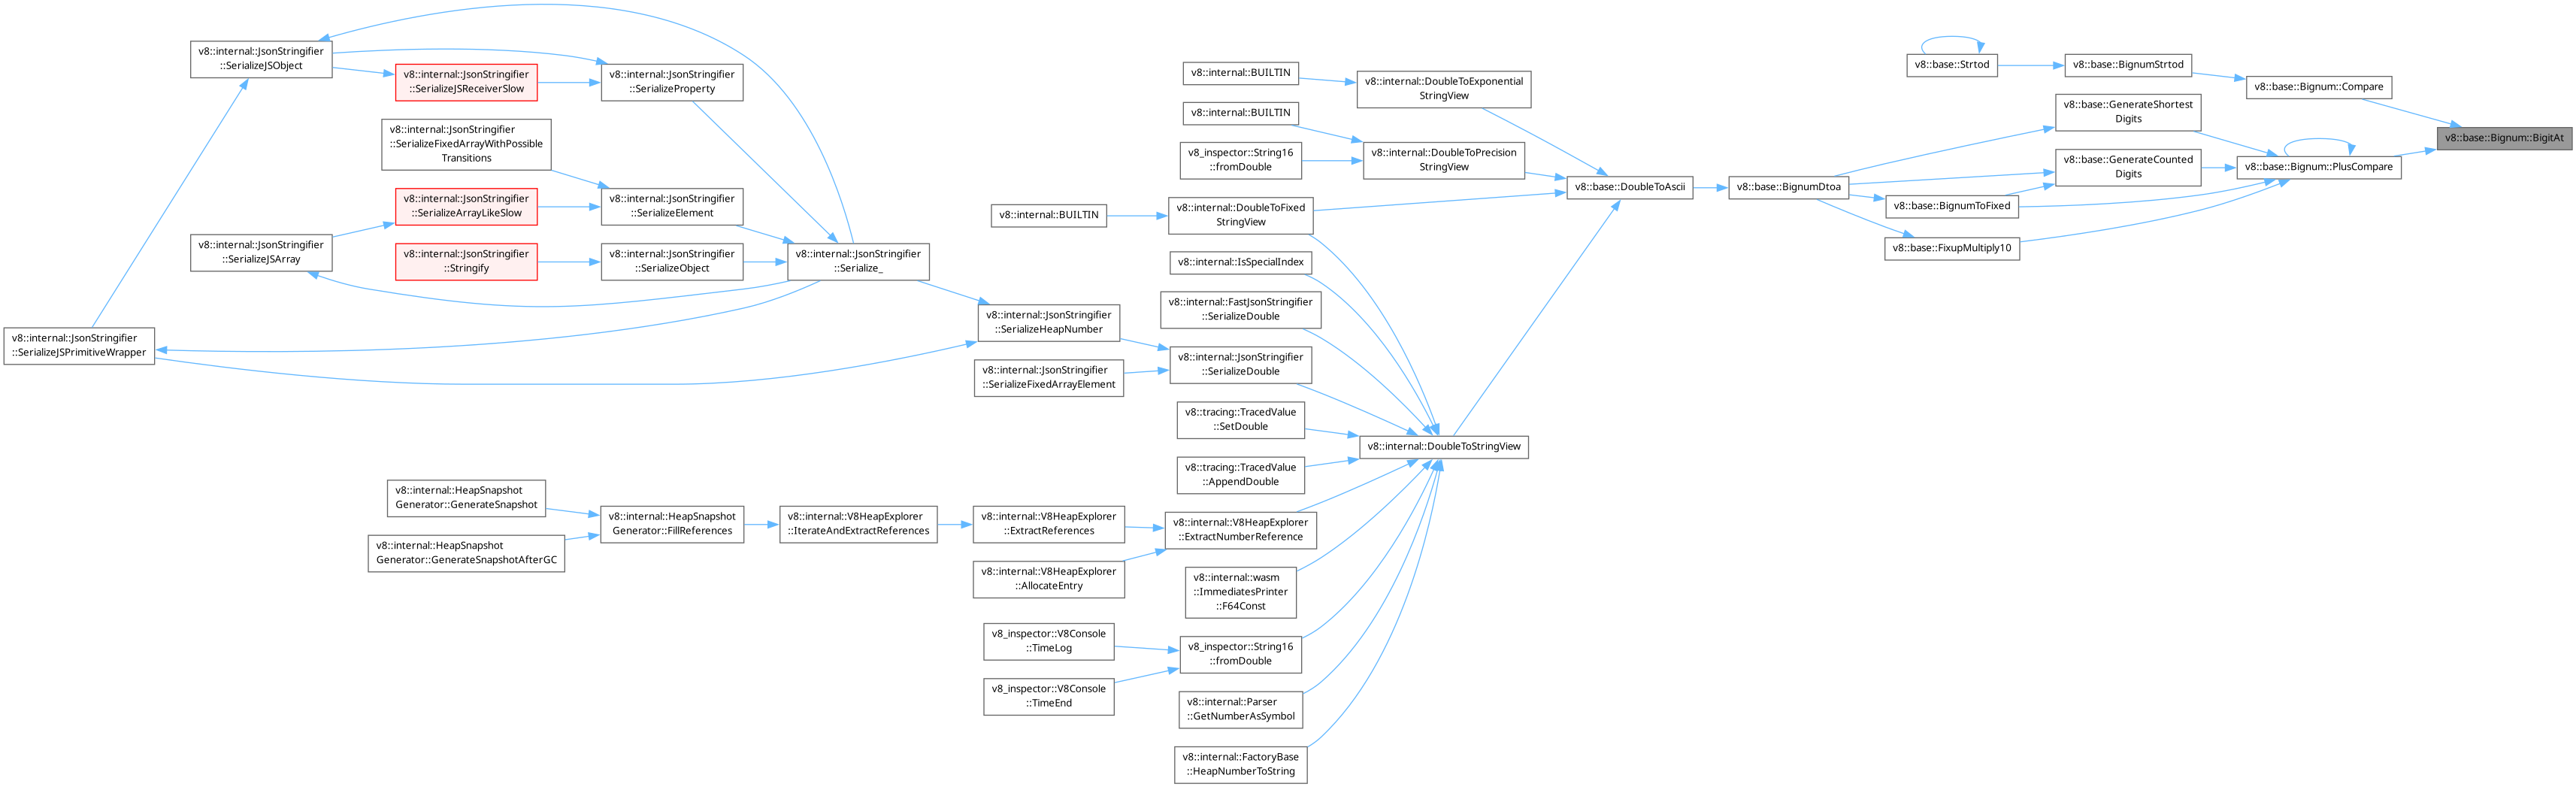 v8::internal::JsonStringifier
::SerializeJSObject
v8::internal::JsonStringifier
::SerializeJSReceiverSlow
v8::internal::JsonStringifier
::SerializeProperty
v8::internal::JsonStringifier
::SerializeFixedArrayWithPossible
Transitions
v8::internal::JsonStringifier
::SerializeArrayLikeSlow
v8::internal::JsonStringifier
::SerializeElement
v8::internal::JsonStringifier
::SerializeJSArray
v8::internal::JsonStringifier
::Stringify
v8::internal::JsonStringifier
::SerializeObject
v8::internal::JsonStringifier
::Serialize_
v8::internal::JsonStringifier
::SerializeJSPrimitiveWrapper
v8::internal::JsonStringifier
::SerializeHeapNumber
v8::internal::JsonStringifier
::SerializeFixedArrayElement
v8::internal::HeapSnapshot
Generator::GenerateSnapshot
v8::internal::HeapSnapshot
Generator::GenerateSnapshotAfterGC
v8::internal::HeapSnapshot
Generator::FillReferences
v8::internal::V8HeapExplorer
::IterateAndExtractReferences
v8::internal::V8HeapExplorer
::ExtractReferences
v8::internal::V8HeapExplorer
::AllocateEntry
v8_inspector::V8Console
::TimeLog
v8_inspector::V8Console
::TimeEnd
v8::internal::BUILTIN
v8::internal::BUILTIN
v8_inspector::String16
::fromDouble
v8::internal::BUILTIN
v8::internal::DoubleToFixed
StringView
v8::internal::IsSpecialIndex
v8::internal::FastJsonStringifier
::SerializeDouble
v8::internal::JsonStringifier
::SerializeDouble
v8::tracing::TracedValue
::SetDouble
v8::tracing::TracedValue
::AppendDouble
v8::internal::V8HeapExplorer
::ExtractNumberReference
v8::internal::wasm
::ImmediatesPrinter
::F64Const
v8_inspector::String16
::fromDouble
v8::internal::Parser
::GetNumberAsSymbol
v8::internal::FactoryBase
::HeapNumberToString
v8::internal::DoubleToExponential
StringView
v8::internal::DoubleToPrecision
StringView
v8::internal::DoubleToStringView
v8::base::DoubleToAscii
v8::base::BignumDtoa
v8::base::Strtod
v8::base::BignumStrtod
v8::base::GenerateShortest
Digits
v8::base::GenerateCounted
Digits
v8::base::BignumToFixed
v8::base::FixupMultiply10
v8::base::Bignum::Compare
v8::base::Bignum::PlusCompare
v8::base::Bignum::BigitAt